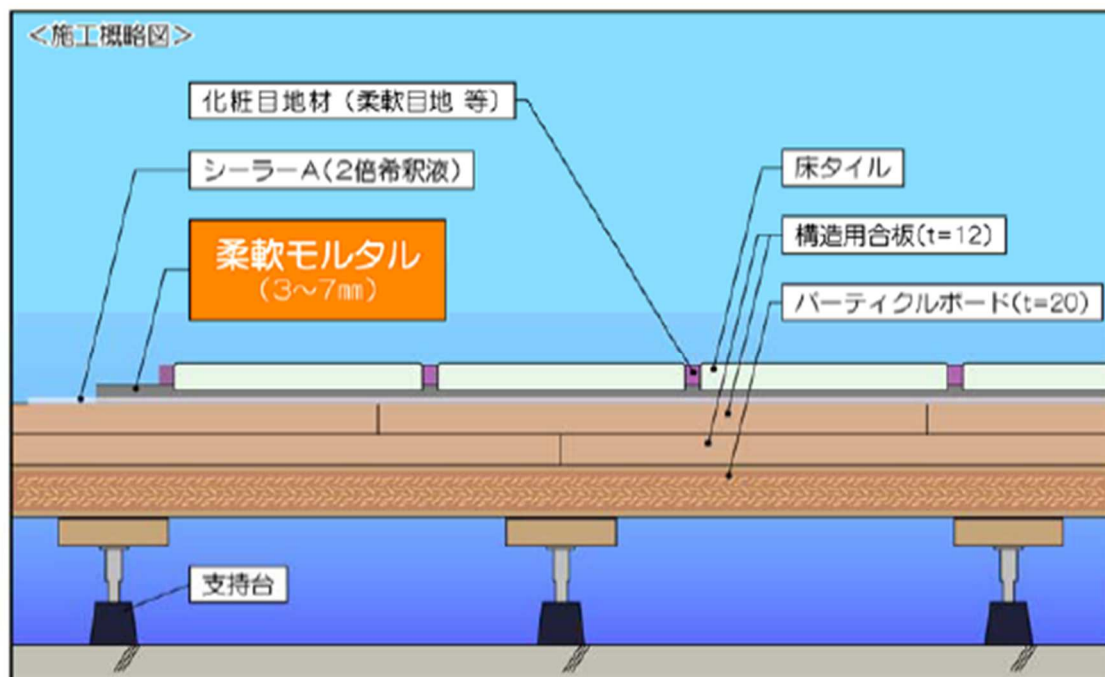 ＜施工概略図＞
化粧目地材（柔軟目地 等）
シーラーA（2倍希釈液）
床タイル
柔軟モルタル
（3～7㎜）
構造用合板(t=12)
パーティクルボード(t=20)
支持台